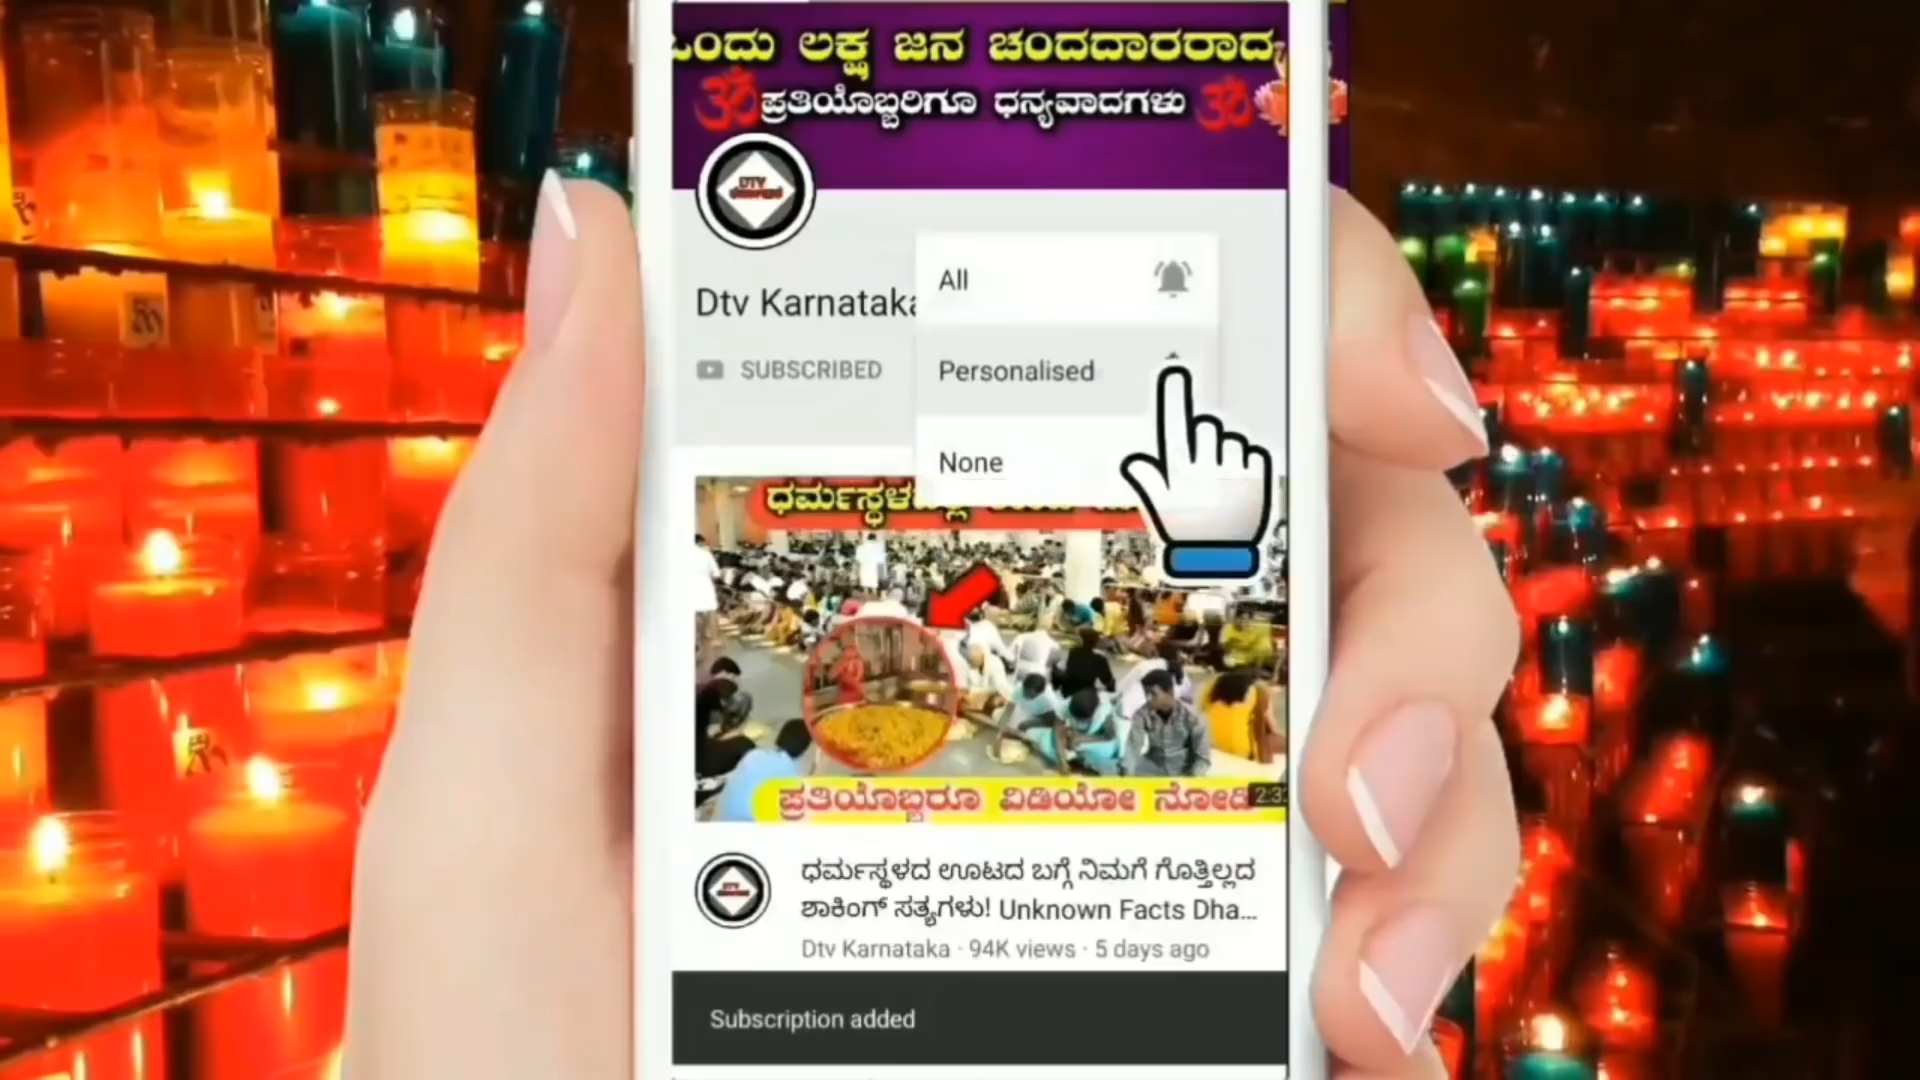 ಒಂದು ಲಕ್ಷ ಜನ ಚಂದದಾರರಾದ
ಪ್ರತಿಯೊಬ್ಬರಿಗೂ ಧನ್ಯವಾದಗಳು
DTV
Dtv Karnataka
SUBSCRIBED
All
Personalised
None
ಪ್ರತಿಯೊಬ್ಬರೂ ವಿಡಿಯೋ ನೋಡಿ
ಧರ್ಮಸ್ಥಳದ ಊಟದ ಬಗ್ಗೆ ನಿಮಗೆ ಗೊತ್ತಿಲ್ಲದ
ಶಾಕಿಂಗ್ ಸತ್ಯಗಳು! Unknown Facts Dha...
Dtv Karnataka · 94K views · 5 days ago
Subscription added